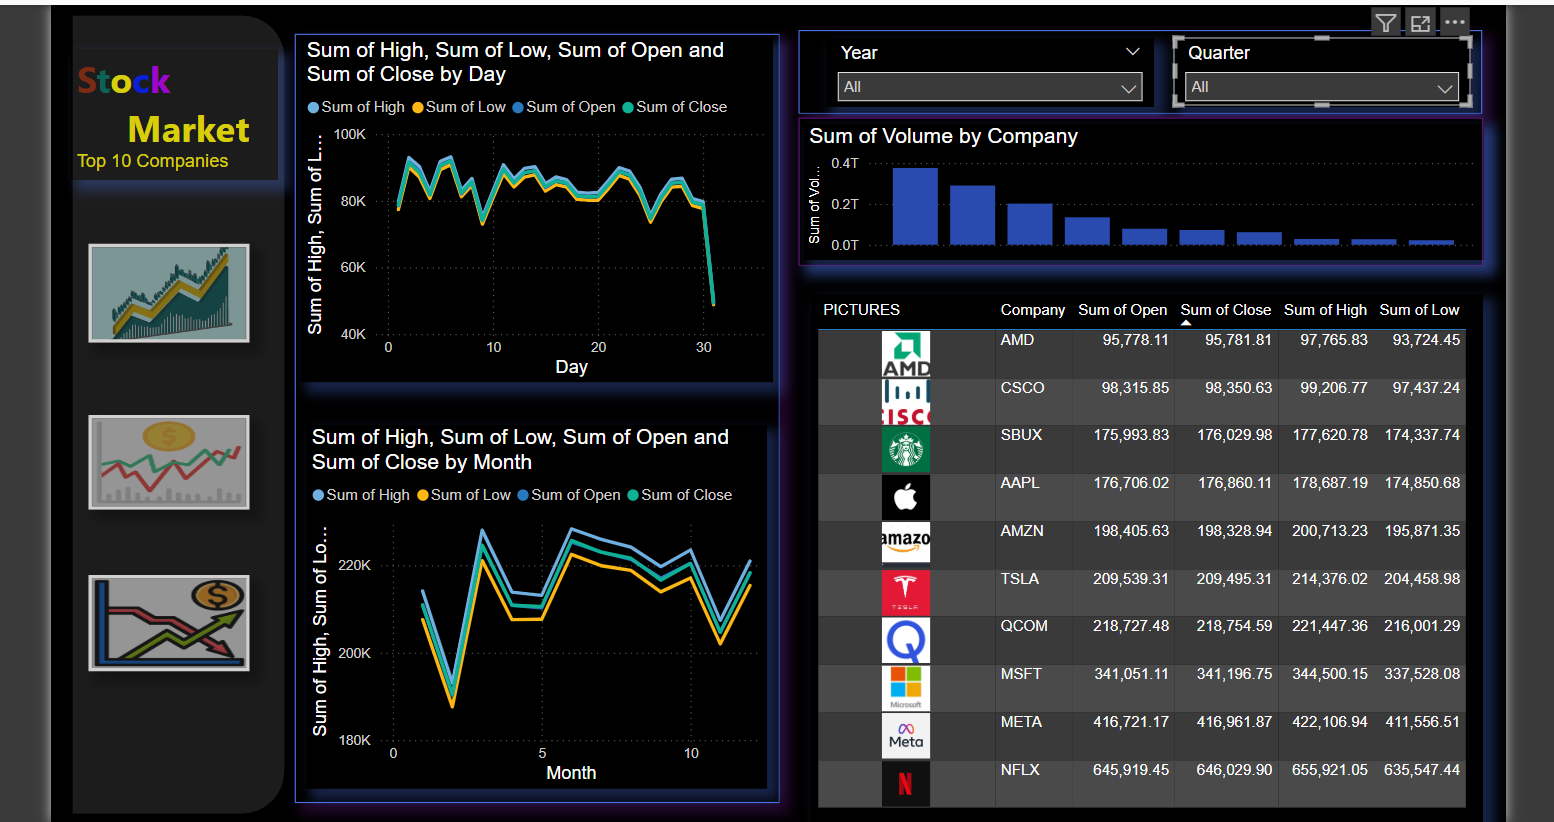 Stock
Market
Top 10 Companies
Sum of High, Sum of Low, Sum of Open and
Sum of Close by Day
Sum of High Sum of Low Sum of Open Sum of Close
Sum of High, Sum of L...
100K
80K
60K
40K
0 10 20 30
Day
Sum of High, Sum of Low, Sum of Open and
Sum of Close by Month
Sum of High Sum of Low Sum of Open Sum of Close
Sum of High, Sum of Lo...
220K
200K
180K
0 5 10
Month
Year
All
Quarter
All
Sum of Volume by Company
Sum of Vol...
0.4T
0.2T
0.0T
PICTURES Company Sum of Open Sum of Close Sum of High Sum of Low
AMD AMD 95,778.11 95,781.81 97,765.83 93,724.45
CISCO CSCO 98,315.85 98,350.63 99,206.77 97,437.24
SBUX 175,993.83 176,029.98 177,620.78 174,337.74
AAPL 176,706.02 176,860.11 178,687.19 174,850.68
amazo AMZN 198,405.63 198,328.94 200,713.23 195,871.35
TESLA TSLA 209,539.31 209,495.31 214,376.02 204,458.98
QCOM 218,727.48 218,754.59 221,447.36 216,001.29
Microsoft MSFT 341,051.11 341,196.75 344,500.15 337,528.08
Meta META 416,721.17 416,961.87 422,106.94 411,556.51
N NFLX 645,919.45 646,029.90 655,921.05 635,547.44